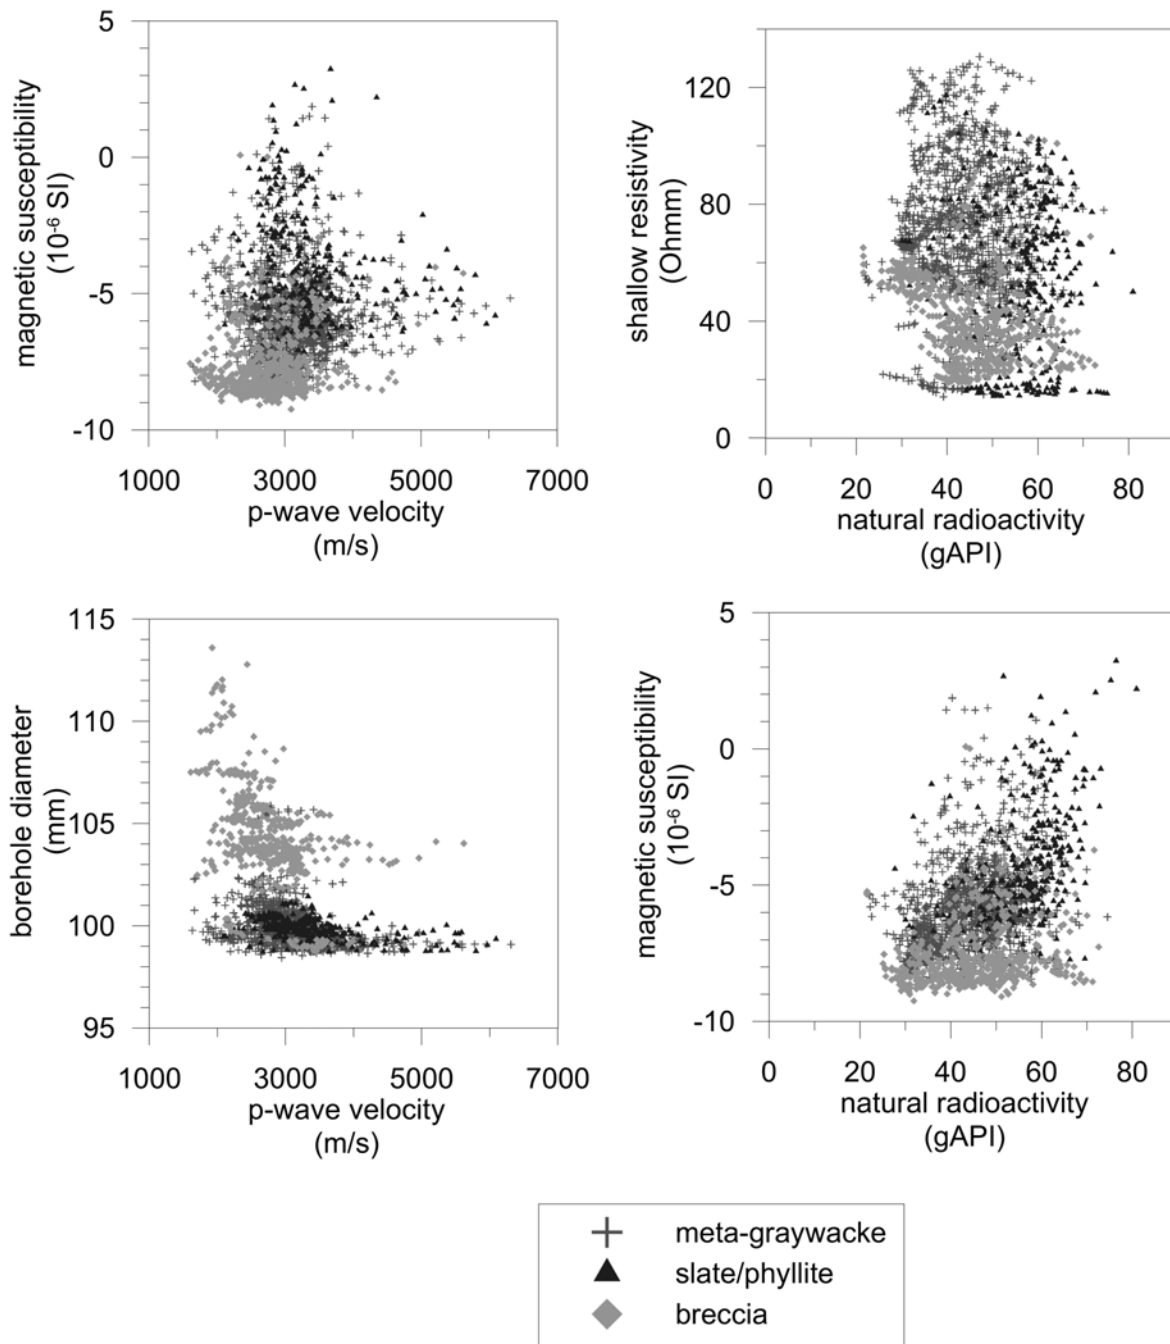 5
0
-5
-10
magnetic susceptibility
(10⁻⁶ SI)
1000 3000 5000 7000
p-wave velocity
(m/s)
120
80
40
0
shallow resistivity
(Ohmm)
0 20 40 60 80
natural radioactivity
(gAPI)
115
110
105
100
95
borehole diameter
(mm)
1000 3000 5000 7000
p-wave velocity
(m/s)
5
0
-5
-10
magnetic susceptibility
(10⁻⁶ SI)
0 20 40 60 80
natural radioactivity
(gAPI)
meta-graywacke
slate/phyllite
breccia